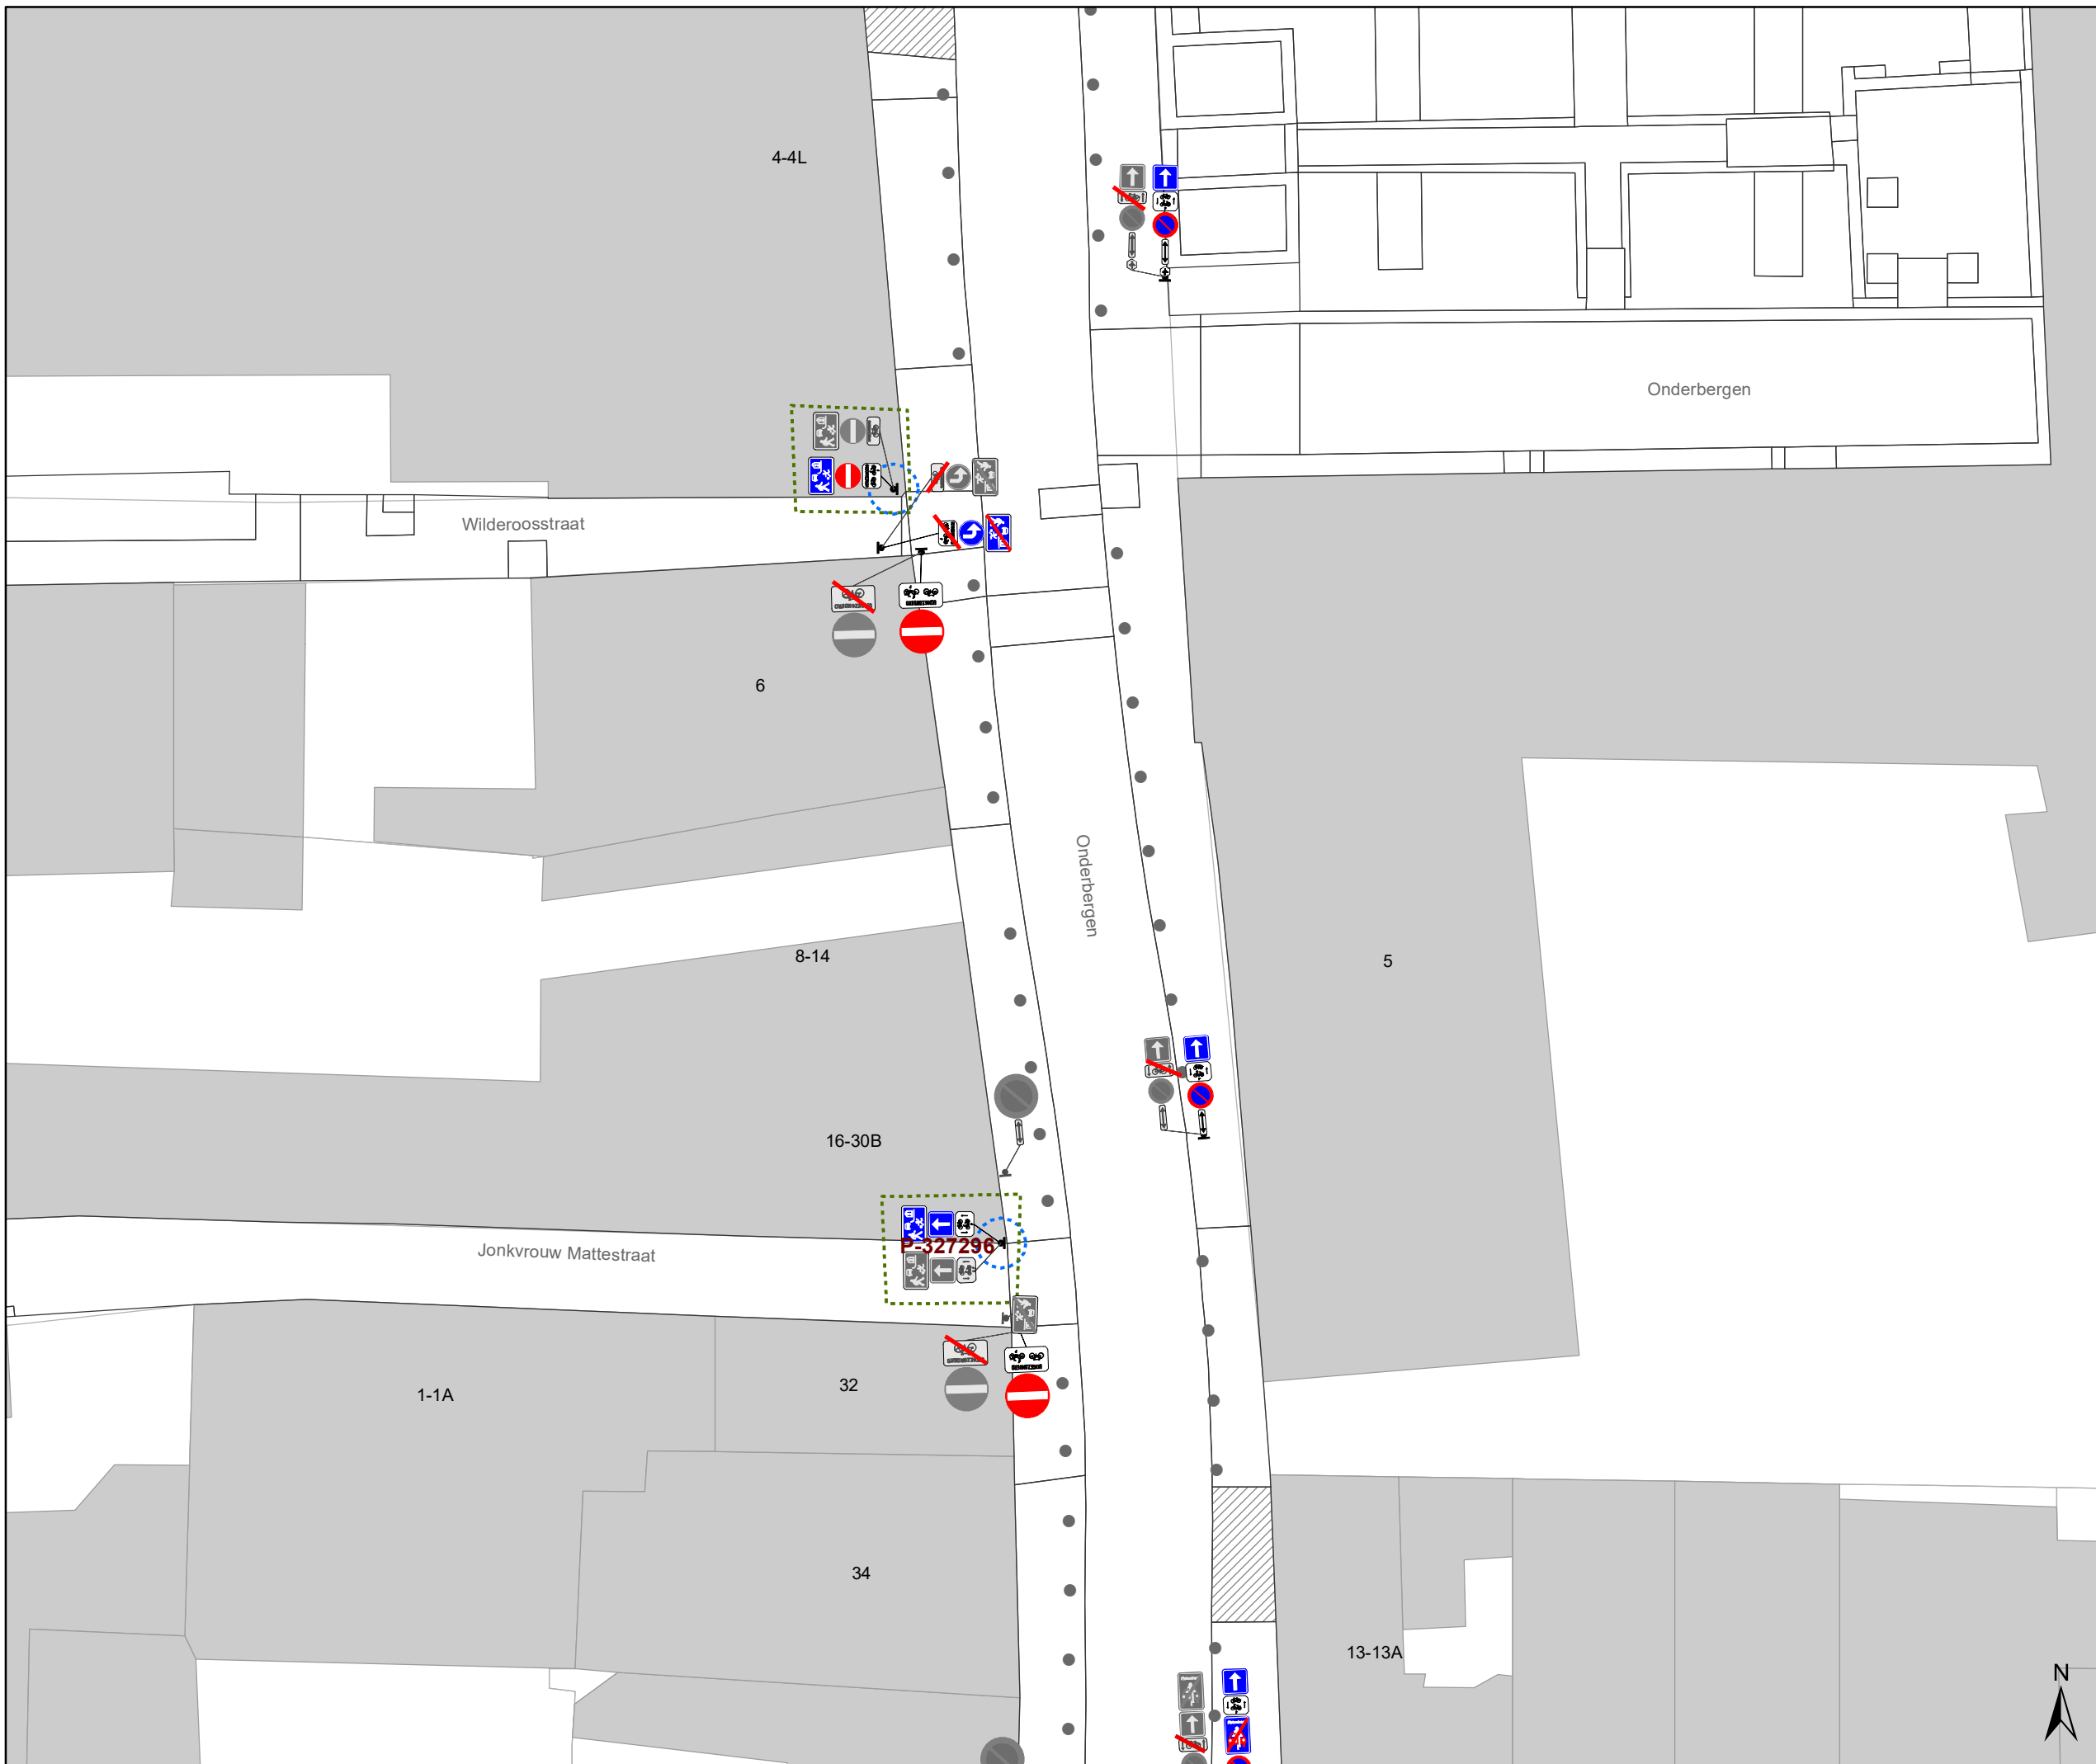 4-4L
Onderbergen
Wilderoosstraat
6
Onderbergen
8-14
5
16-30B
P-327296
Jonkvrouw Mattestraat
1-1A
32
34
13-13A
N